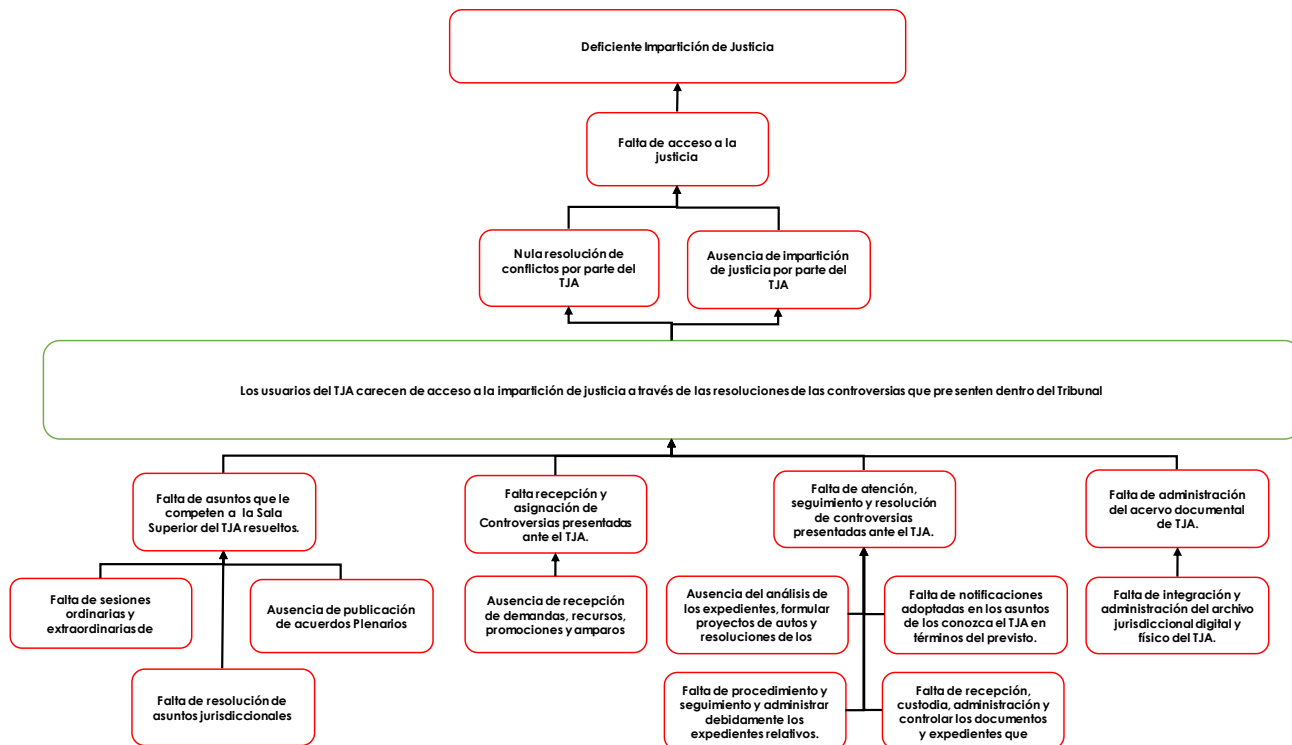 Deficiente Impartición de Justicia
Falta de acceso a la
justicia
Nula resolución de
conflictos por parte del
TJA
Ausencia de impartición
de justicia por parte del
TJA
Los usuarios del TJA carecen de acceso a la impartición de justicia a través de las resoluciones de las controversias que presenten dentro del Tribunal
Falta de asuntos que le
competen a la Sala
Superior del TJA resueltos.
Falta recepción y
asignación de
Controversias presentadas
ante el TJA.
Falta de atención,
seguimiento y resolución
de controversias
presentadas ante el TJA.
Falta de administración
del acervo documental
de TJA.
Falta de sesiones
ordinarias y
extraordinarias de
Ausencia de publicación
de acuerdos Plenarios
Ausencia de recepción
de demandas, recursos,
promociones y amparos
Ausencia del análisis de
los expedientes, formular
proyectos de autos y
resoluciones de los
Falta de notificaciones
adoptadas en los asuntos
de los conozca el TJA en
términos del previsto.
Falta de integración y
administración del archivo
jurisdiccional digital y
físico del TJA.
Falta de resolución de
asuntos jurisdiccionales
Falta de procedimiento y
seguimiento y administrar
debidamente los
expedientes relativos.
Falta de recepción,
custodia, administración y
controlar los documentos
y expedientes que